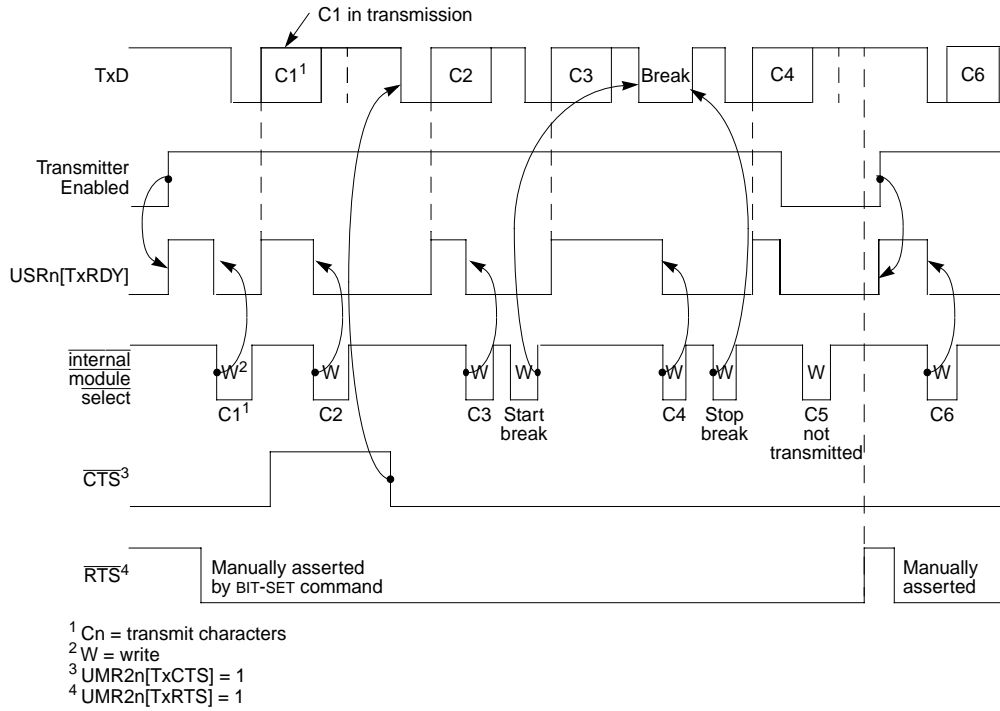 C1 in transmission
TxD
C1¹
C2
C3
Break
C4
C6
Transmitter
Enabled
USRn[TxRDY]
internal
module
select
W²
W
W
W
W
W
W
W
C1¹
C2
C3
Start
break
C4
Stop
break
C5
not
transmitted
C6
CTS³
RTS⁴
Manually asserted
by BIT-SET command
Manually
asserted
¹ Cn = transmit characters
² W = write
³ UMR2n[TxCTS] = 1
⁴ UMR2n[TxRTS] = 1